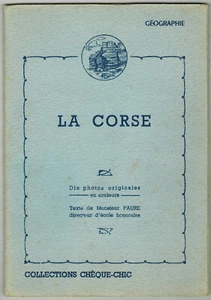 GÉOGRAPHIE
LA CORSE
Dix photos originales
en couleurs
Texte de Monsieur FAURE
directeur d'école honoraire
COLLECTIONS CHÈQUE-CHIC